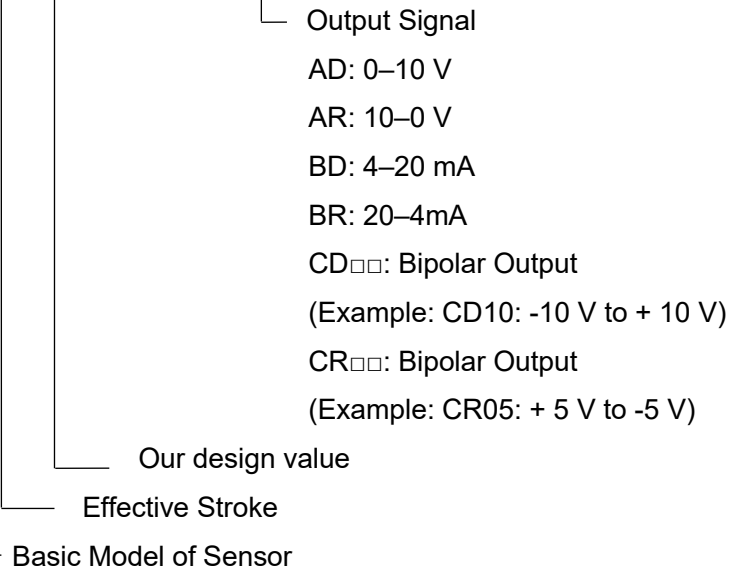 Output Signal
AD: 0–10 V
AR: 10–0 V
BD: 4–20 mA
BR: 20–4mA
CD□□: Bipolar Output
(Example: CD10: -10 V to + 10 V)
CR□□: Bipolar Output
(Example: CR05: + 5 V to -5 V)
Our design value
Effective Stroke
Basic Model of Sensor